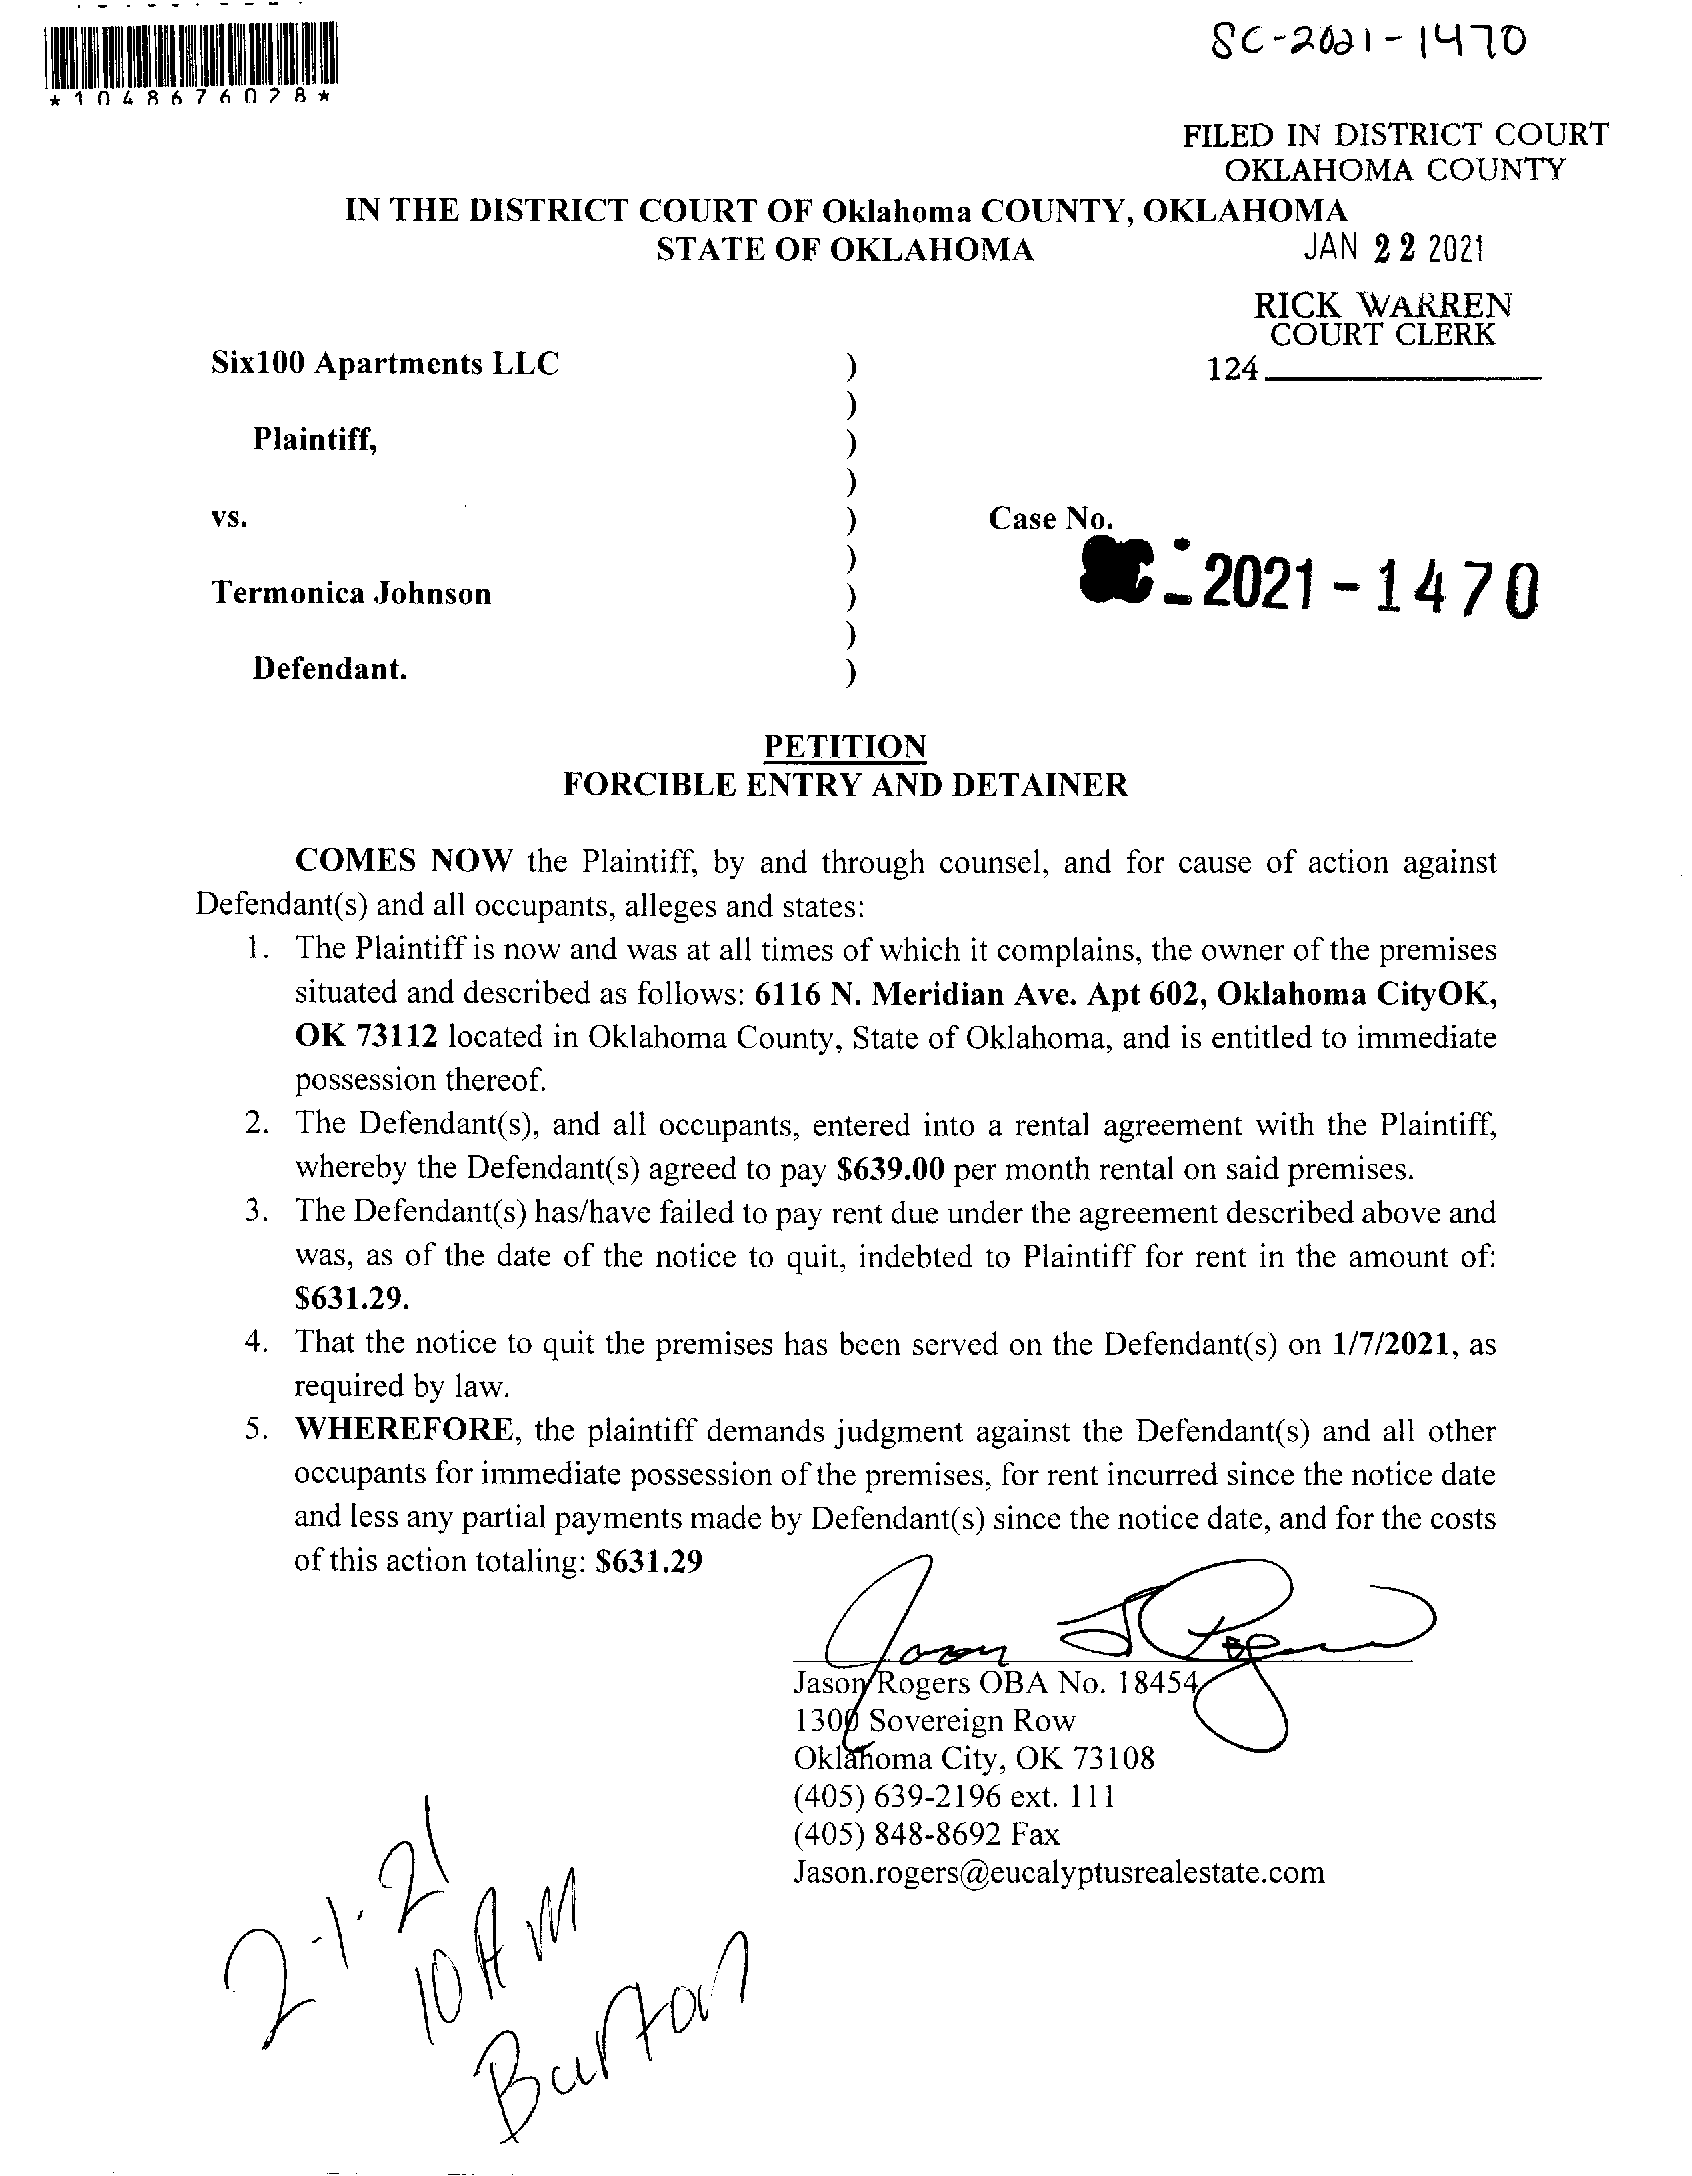 SC-2021-1470
*1048676078*
FILED IN DISTRICT COURT
OKLAHOMA COUNTY
IN THE DISTRICT COURT OF Oklahoma COUNTY, OKLAHOMA
STATE OF OKLAHOMA
JAN 22 2021
RICK WARREN
COURT CLERK
124
Six100 Apartments LLC )
)
Plaintiff, )
)
vs. ) Case No.
)
SC-2021-1470
Termonica Johnson )
)
Defendant. )
PETITION
FORCIBLE ENTRY AND DETAINER
COMES NOW the Plaintiff, by and through counsel, and for cause of action against
Defendant(s) and all occupants, alleges and states:
1. The Plaintiff is now and was at all times of which it complains, the owner of the premises
situated and described as follows: 6116 N. Meridian Ave. Apt 602, Oklahoma CityOK,
OK 73112 located in Oklahoma County, State of Oklahoma, and is entitled to immediate
possession thereof.
2. The Defendant(s), and all occupants, entered into a rental agreement with the Plaintiff,
whereby the Defendant(s) agreed to pay $639.00 per month rental on said premises.
3. The Defendant(s) has/have failed to pay rent due under the agreement described above and
was, as of the date of the notice to quit, indebted to Plaintiff for rent in the amount of:
$631.29.
4. That the notice to quit the premises has been served on the Defendant(s) on 1/7/2021, as
required by law.
5. WHEREFORE, the plaintiff demands judgment against the Defendant(s) and all other
occupants for immediate possession of the premises, for rent incurred since the notice date
and less any partial payments made by Defendant(s) since the notice date, and for the costs
of this action totaling: $631.29
Jason Rogers OBA No. 18454
1300 Sovereign Row
Oklahoma City, OK 73108
(405) 639-2196 ext. 111
(405) 848-8692 Fax
Jason.rogers@eucalyptusrealestate.com
2-1-21
10 AM
Burton